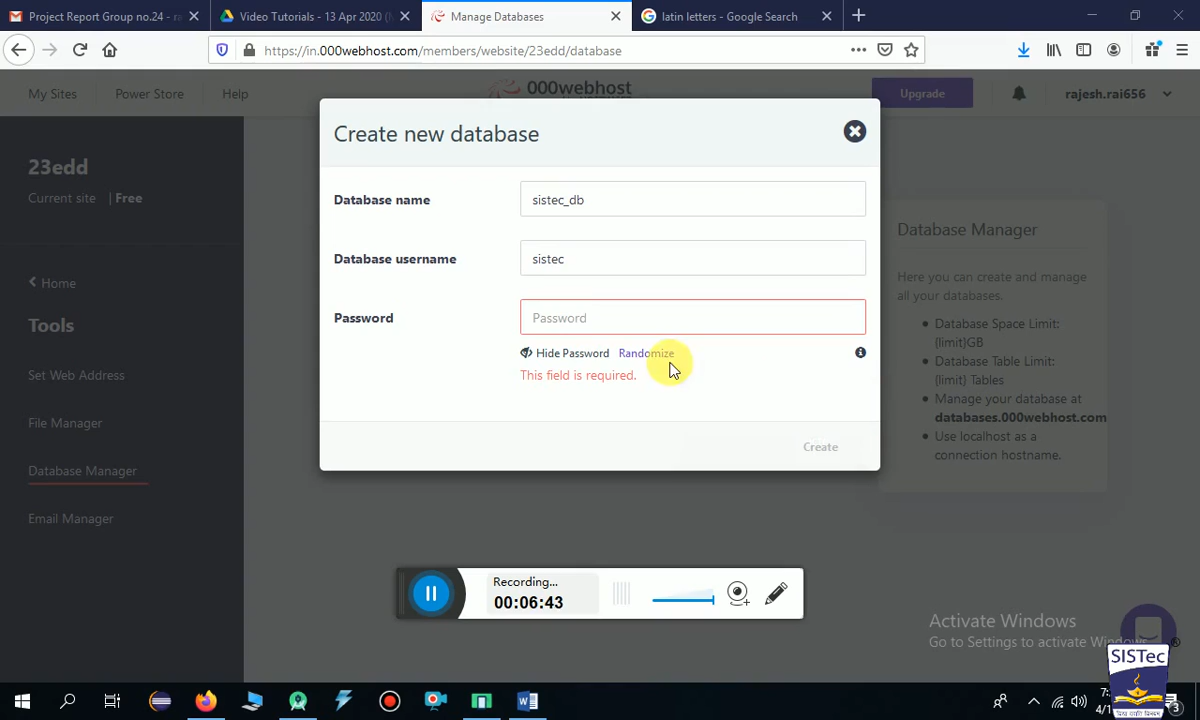 Project Report Group no.24 - r
Video Tutorials - 13 Apr 2020 (
Manage Databases
latin letters - Google Search
https://in.000webhost.com/members/website/23edd/database
My Sites
Power Store
Help
000webhost
Upgrade
rajesh.rai656
23edd
Current site | Free
Home
Tools
Set Web Address
File Manager
Database Manager
Email Manager
Create new database
Database name
sistec_db
Database username
sistec
Password
Password
Hide Password Randomize
This field is required.
Create
Database Manager
Here you can create and manage
all your databases.
Database Space Limit:
{limit}GB
Database Table Limit:
{limit} Tables
Manage your database at
databases.000webhost.com
Use localhost as a
connection hostname.
Recording...
00:06:43
Activate Windows
Go to Settings to activate Windows.
SISTec
3